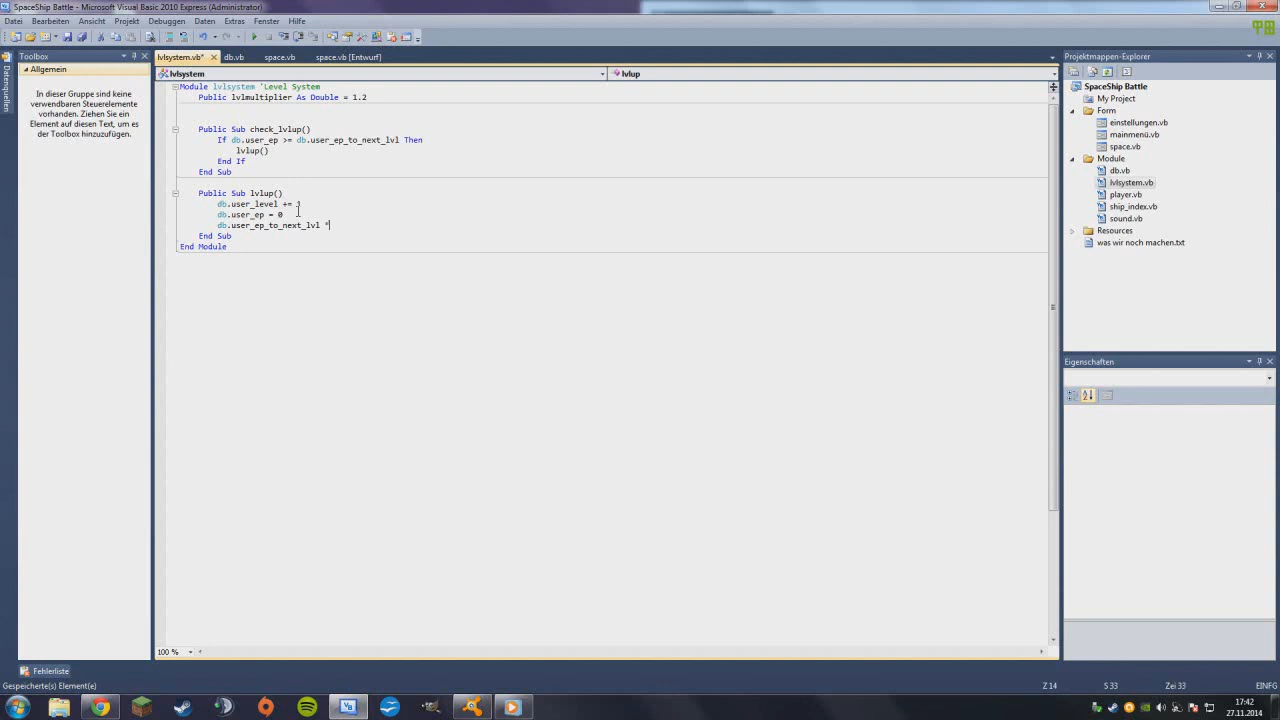 SpaceShip Battle - Microsoft Visual Basic 2010 Express (Administrator)
Datei Bearbeiten Ansicht Projekt Debuggen Daten Extras Fenster Hilfe
Toolbox
Allgemein
In dieser Gruppe sind keine
verwendbaren Steuerelemente
vorhanden. Ziehen Sie ein
Element auf diesen Text, um es
der Toolbox hinzuzufügen.
Datenquellen
lvlsystem.vb* db.vb space.vb space.vb [Entwurf]
lvlsystem lvlup
Module lvlsystem 'Level System
Public lvlmultiplier As Double = 1.2
Public Sub check_lvlup()
If db.user_ep >= db.user_ep_to_next_lvl Then
lvlup()
End If
End Sub
Public Sub lvlup()
db.user_level += 1
db.user_ep = 0
db.user_ep_to_next_lvl *
End Sub
End Module
100 %
Projektmappen-Explorer
SpaceShip Battle
My Project
Form
einstellungen.vb
mainmenü.vb
space.vb
Module
db.vb
lvlsystem.vb
player.vb
ship_index.vb
sound.vb
Resources
was wir noch machen.txt
Eigenschaften
Fehlerliste
Gespeicherte(s) Element(e) Z 14 S 33 Zei 33 EINFG
17:42
27.11.2014